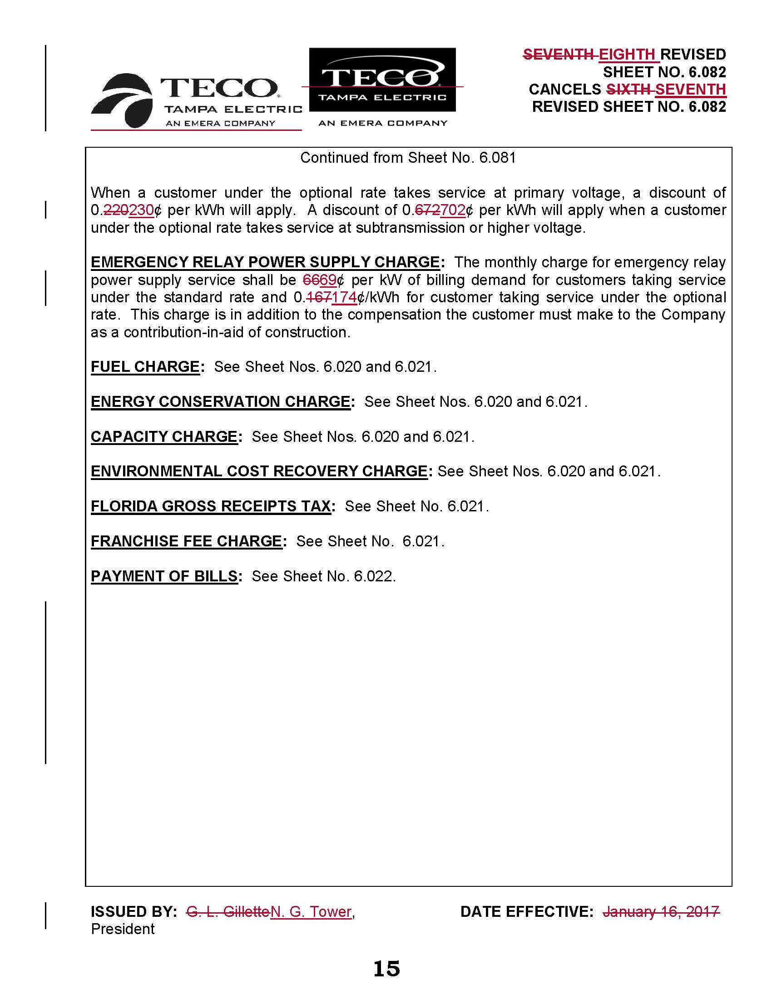 SEVENTH EIGHTH REVISED
SHEET NO. 6.082
CANCELS SIXTH SEVENTH
REVISED SHEET NO. 6.082
TECO®
TAMPA ELECTRIC
AN EMERA COMPANY
TECO®
TAMPA ELECTRIC
AN EMERA COMPANY
Continued from Sheet No. 6.081
When a customer under the optional rate takes service at primary voltage, a discount of
0.220230¢ per kWh will apply.  A discount of 0.672702¢ per kWh will apply when a customer
under the optional rate takes service at subtransmission or higher voltage.
EMERGENCY RELAY POWER SUPPLY CHARGE:  The monthly charge for emergency relay
power supply service shall be 6669¢ per kW of billing demand for customers taking service
under the standard rate and 0.167174¢/kWh for customer taking service under the optional
rate.  This charge is in addition to the compensation the customer must make to the Company
as a contribution-in-aid of construction.
FUEL CHARGE:  See Sheet Nos. 6.020 and 6.021.
ENERGY CONSERVATION CHARGE:  See Sheet Nos. 6.020 and 6.021.
CAPACITY CHARGE:  See Sheet Nos. 6.020 and 6.021.
ENVIRONMENTAL COST RECOVERY CHARGE: See Sheet Nos. 6.020 and 6.021.
FLORIDA GROSS RECEIPTS TAX:  See Sheet No. 6.021.
FRANCHISE FEE CHARGE:  See Sheet No.  6.021.
PAYMENT OF BILLS:  See Sheet No. 6.022.
ISSUED BY:  G. L. GilletteN. G. Tower,
President
DATE EFFECTIVE:  January 16, 2017
15